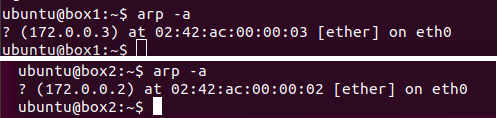 ubuntu@box1:~$ arp -a
? (172.0.0.3) at 02:42:ac:00:00:03 [ether] on eth0
ubuntu@box1:~$
ubuntu@box2:~$ arp -a
? (172.0.0.2) at 02:42:ac:00:00:02 [ether] on eth0
ubuntu@box2:~$